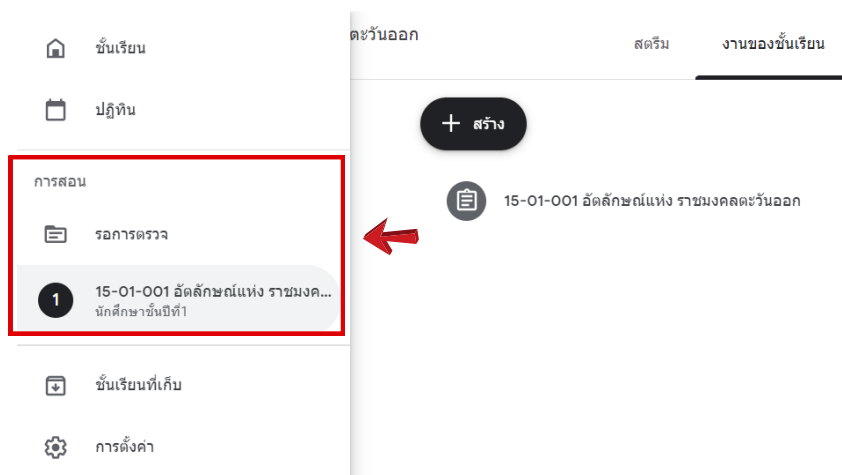 ชั้นเรียน
ปฏิทิน
การสอน
รอการตรวจ
1
15-01-001 อัตลักษณ์แห่ง ราชมงค...
นักศึกษาชั้นปีที่1
ชั้นเรียนที่เก็บ
การตั้งค่า
ตะวันออก
สตรีม
งานของชั้นเรียน
+ สร้าง
15-01-001 อัตลักษณ์แห่ง ราชมงคลตะวันออก